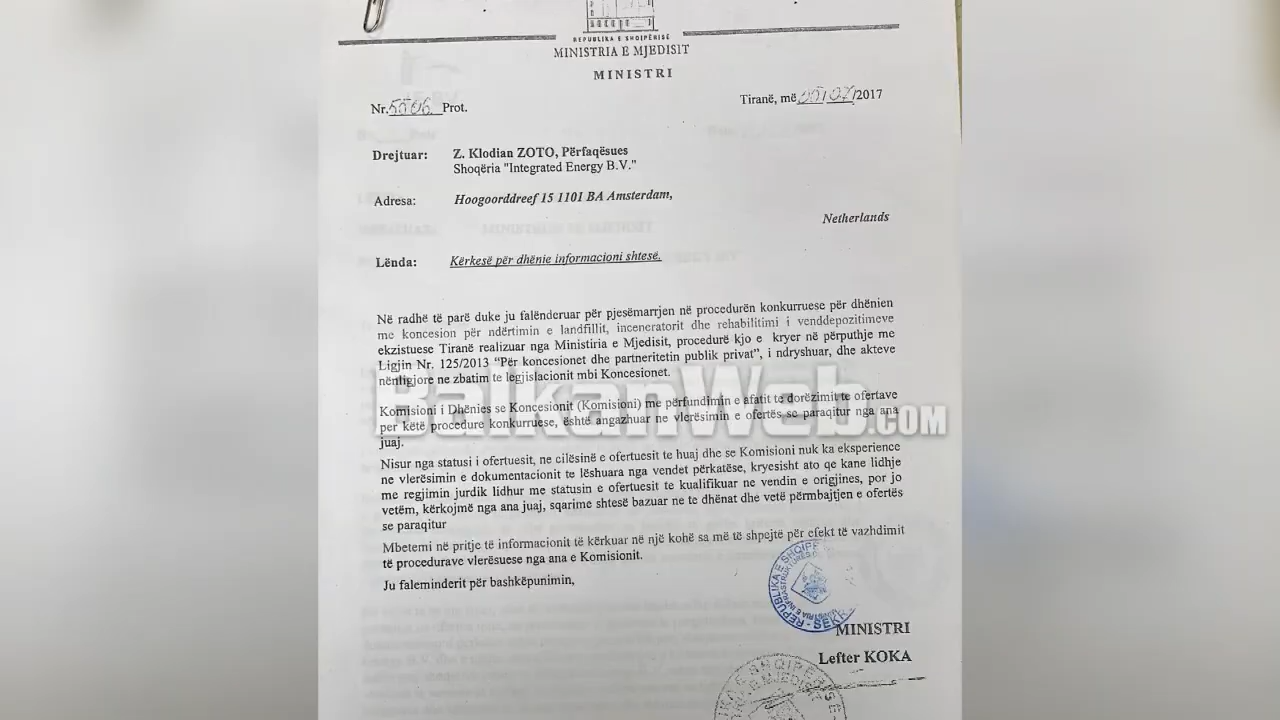 REPUBLIKA E SHQIPËRISË
MINISTRIA E MJEDISIT
MINISTRI
Nr. Prot.
Tiranë, më /2017
Drejtuar: Z. Klodian ZOTO, Përfaqësues
Shoqëria "Integrated Energy B.V."
Adresa: Hoogoorddreef 15 1101 BA Amsterdam,
Netherlands
Lënda: Kërkesë për dhënie informacioni shtesë.
Në radhë të parë duke ju falënderuar për pjesëmarrjen në procedurën konkurruese për dhënien
me koncesion për ndërtimin e landfillit, inceneratorit dhe rehabilitimi i venddepozitimeve
ekzistuese Tiranë realizuar nga Ministiria e Mjedisit, procedurë kjo e kryer në përputhje me
Ligjin Nr. 125/2013 “Për koncesionet dhe partneritetin publik privat”, i ndryshuar, dhe akteve
nënligjore ne zbatim te legjislacionit mbi Koncesionet.
BalkanWeb.COM
Komisioni i Dhënies se Koncesionit (Komisioni) me përfundimin e afatit te dorëzimit te ofertave
per këtë procedure konkurruese, është angazhuar ne vlerësimin e ofertës se paraqitur nga ana
juaj.
Nisur nga statusi i ofertuesit, ne cilësinë e ofertuesit te huaj dhe se Komisioni nuk ka eksperience
ne vlerësimin e dokumentacionit te lëshuara nga vendet përkatëse, kryesisht ato qe kane lidhje
me regjimin juridik lidhur me statusin e ofertuesit te kualifikuar ne vendin e origjines, por jo
vetëm, kërkojmë nga ana juaj, sqarime shtesë bazuar ne te dhënat dhe vetë përmbajtjen e ofertës
se paraqitur
Mbetemi në pritje të informacionit të kërkuar në një kohë sa më të shpejtë për efekt të vazhdimit
të procedurave vlerësuese nga ana e Komisionit.
Ju faleminderit për bashkëpunimin,
MINISTRI
Lefter KOKA